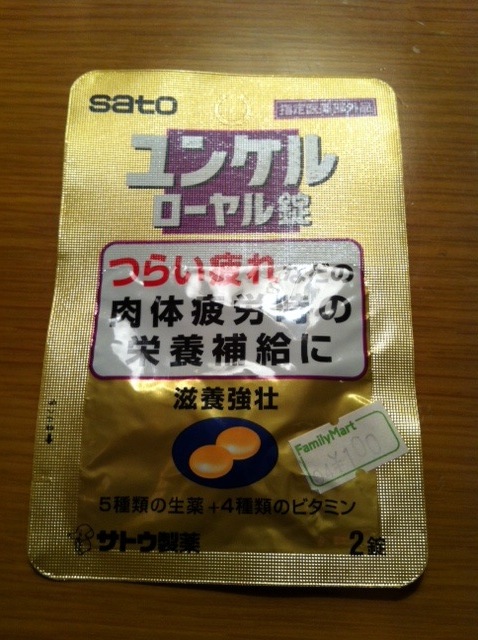 sato
指定医薬部外品
ユンケル
ローヤル錠
つらい疲れなどの
肉体疲労時の
栄養補給に
滋養強壮
FamilyMart
¥100
5種類の生薬+4種類のビタミン
サトウ製薬
2錠